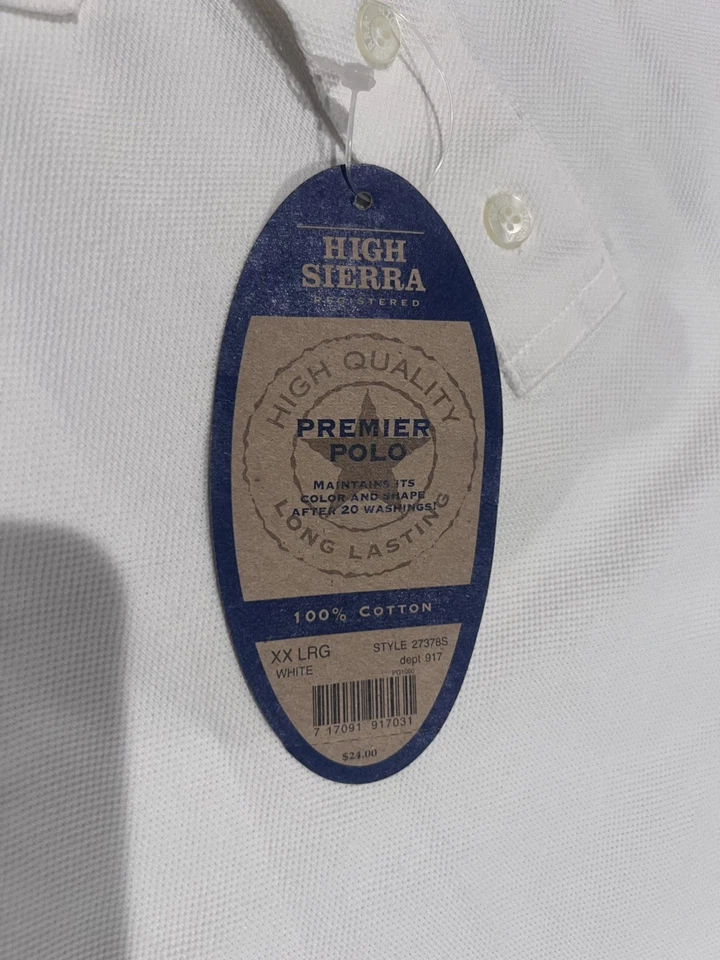 HIGH
SIERRA
REGISTERED
HIGH QUALITY
PREMIER
POLO
MAINTAINS ITS
COLOR AND SHAPE
AFTER 20 WASHINGS!
LONG LASTING
100% COTTON
XX LRG STYLE 27378S
WHITE dept 917
PG1060
7 17091 917031
$24.00